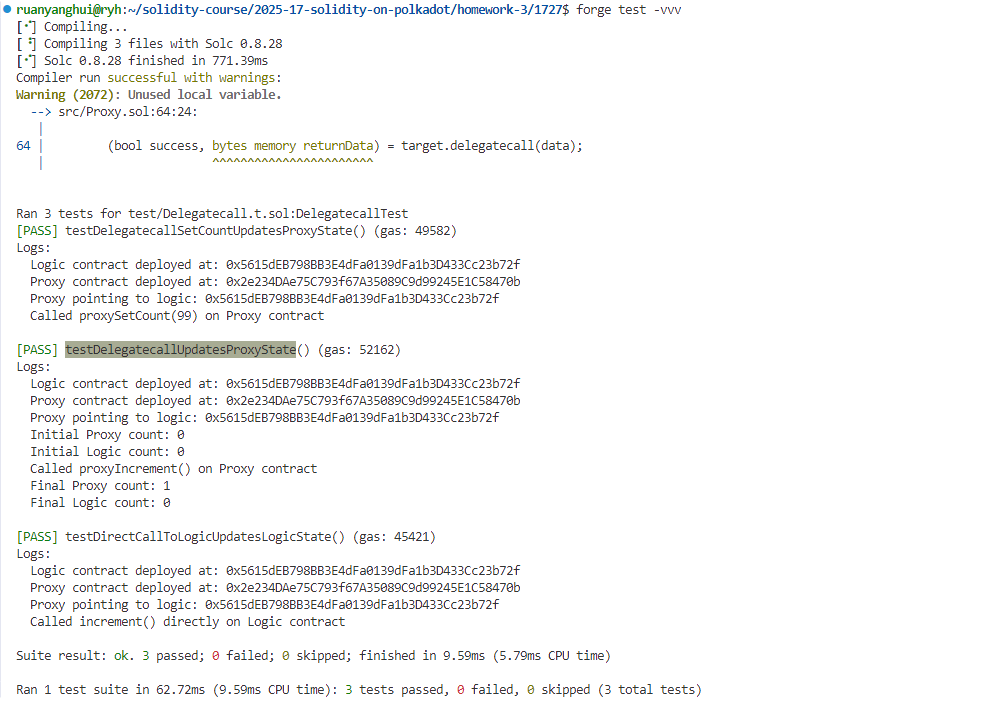 ruanyanghui@ryh:~/solidity-course/2025-17-solidity-on-polkadot/homework-3/1727$ forge test -vvv
[⠊] Compiling...
[⠃] Compiling 3 files with Solc 0.8.28
[⠊] Solc 0.8.28 finished in 771.39ms
Compiler run successful with warnings:
Warning (2072): Unused local variable.
  --> src/Proxy.sol:64:24:
   |
64 |         (bool success, bytes memory returnData) = target.delegatecall(data);
   |                        ^^^^^^^^^^^^^^^^^^^^^^^
Ran 3 tests for test/Delegatecall.t.sol:DelegatecallTest
[PASS] testDelegatecallSetCountUpdatesProxyState() (gas: 49582)
Logs:
  Logic contract deployed at: 0x5615dEB798BB3E4dFa0139dFa1b3D433Cc23b72f
  Proxy contract deployed at: 0x2e234DAe75C793f67A35089C9d99245E1C58470b
  Proxy pointing to logic: 0x5615dEB798BB3E4dFa0139dFa1b3D433Cc23b72f
  Called proxySetCount(99) on Proxy contract
[PASS] testDelegatecallUpdatesProxyState() (gas: 52162)
Logs:
  Logic contract deployed at: 0x5615dEB798BB3E4dFa0139dFa1b3D433Cc23b72f
  Proxy contract deployed at: 0x2e234DAe75C793f67A35089C9d99245E1C58470b
  Proxy pointing to logic: 0x5615dEB798BB3E4dFa0139dFa1b3D433Cc23b72f
  Initial Proxy count: 0
  Initial Logic count: 0
  Called proxyIncrement() on Proxy contract
  Final Proxy count: 1
  Final Logic count: 0
[PASS] testDirectCallToLogicUpdatesLogicState() (gas: 45421)
Logs:
  Logic contract deployed at: 0x5615dEB798BB3E4dFa0139dFa1b3D433Cc23b72f
  Proxy contract deployed at: 0x2e234DAe75C793f67A35089C9d99245E1C58470b
  Proxy pointing to logic: 0x5615dEB798BB3E4dFa0139dFa1b3D433Cc23b72f
  Called increment() directly on Logic contract
Suite result: ok. 3 passed; 0 failed; 0 skipped; finished in 9.59ms (5.79ms CPU time)
Ran 1 test suite in 62.72ms (9.59ms CPU time): 3 tests passed, 0 failed, 0 skipped (3 total tests)